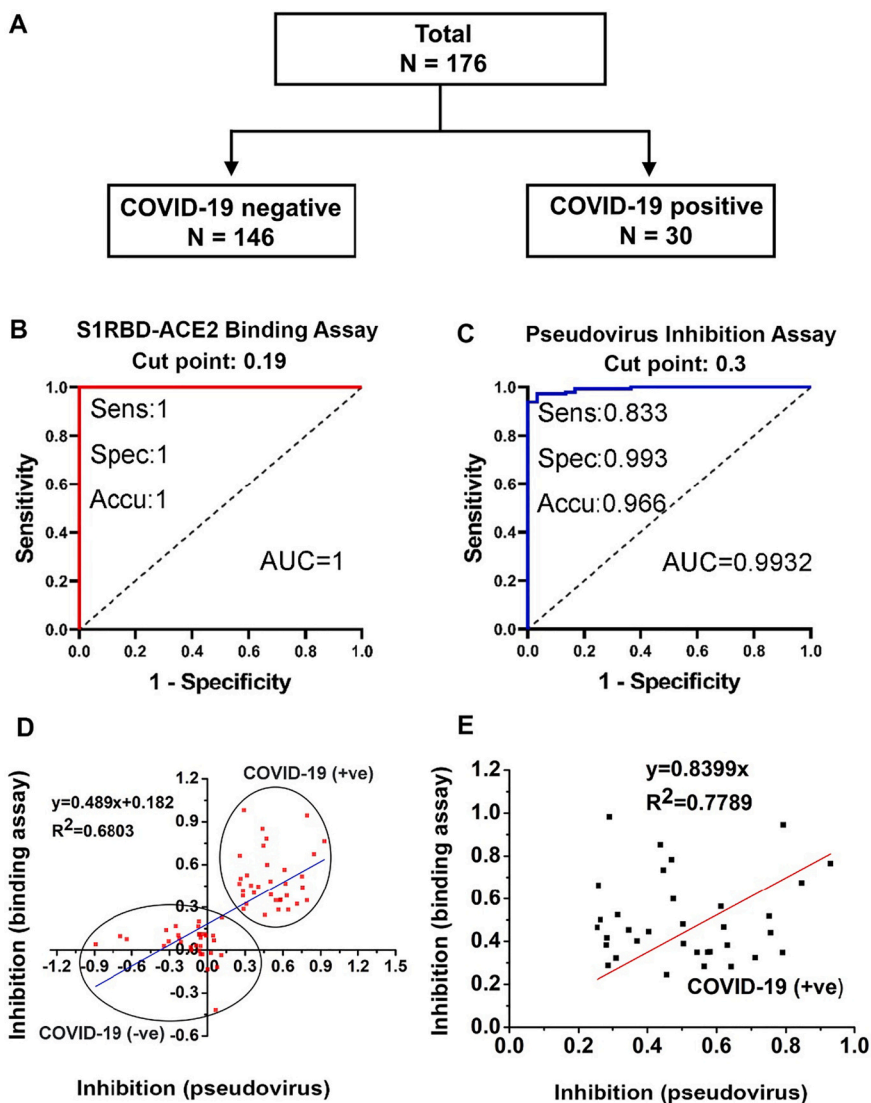 A
Total
N = 176
COVID-19 negative
N = 146
COVID-19 positive
N = 30
B
S1RBD-ACE2 Binding Assay
Cut point: 0.19
1.0
0.8
0.6
0.4
0.2
0.0
Sensitivity
Sens:1
Spec:1
Accu:1
AUC=1
0.0 0.2 0.4 0.6 0.8 1.0
1 - Specificity
C
Pseudovirus Inhibition Assay
Cut point: 0.3
1.0
0.8
0.6
0.4
0.2
0.0
Sensitivity
Sens:0.833
Spec:0.993
Accu:0.966
AUC=0.9932
0.0 0.2 0.4 0.6 0.8 1.0
1 - Specificity
D
Inhibition (binding assay)
COVID-19 (+ve)
y=0.489x+0.182
R²=0.6803
1.2
0.9
0.6
0.3
0.0
-0.3
-0.6
-1.2 -0.9 -0.6 -0.3 0.0 0.3 0.6 0.9 1.2 1.5
COVID-19 (-ve)
Inhibition (pseudovirus)
E
Inhibition (binding assay)
y=0.8399x
R²=0.7789
1.2
1.0
0.8
0.6
0.4
0.2
0.0
COVID-19 (+ve)
0.0 0.2 0.4 0.6 0.8 1.0
Inhibition (pseudovirus)